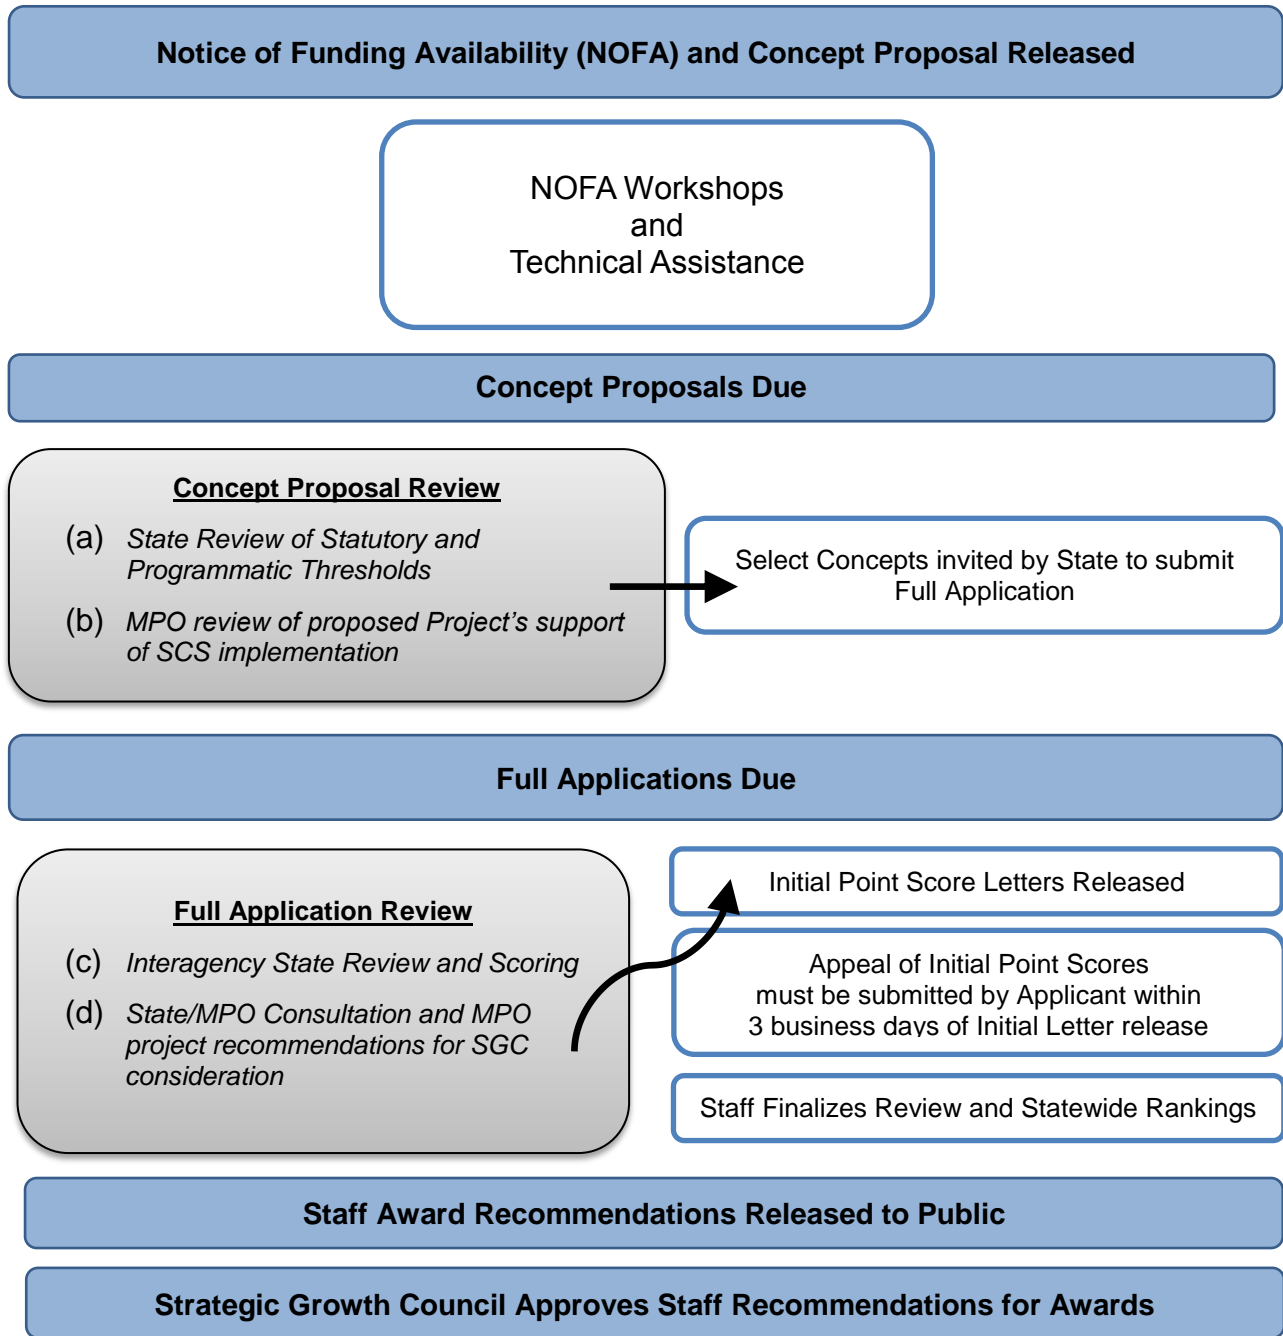 Notice of Funding Availability (NOFA) and Concept Proposal Released
NOFA Workshops
and
Technical Assistance
Concept Proposals Due
Concept Proposal Review
(a) State Review of Statutory and
Programmatic Thresholds
(b) MPO review of proposed Project’s support
of SCS implementation
Select Concepts invited by State to submit
Full Application
Full Applications Due
Full Application Review
(c) Interagency State Review and Scoring
(d) State/MPO Consultation and MPO
project recommendations for SGC
consideration
Initial Point Score Letters Released
Appeal of Initial Point Scores
must be submitted by Applicant within
3 business days of Initial Letter release
Staff Finalizes Review and Statewide Rankings
Staff Award Recommendations Released to Public
Strategic Growth Council Approves Staff Recommendations for Awards